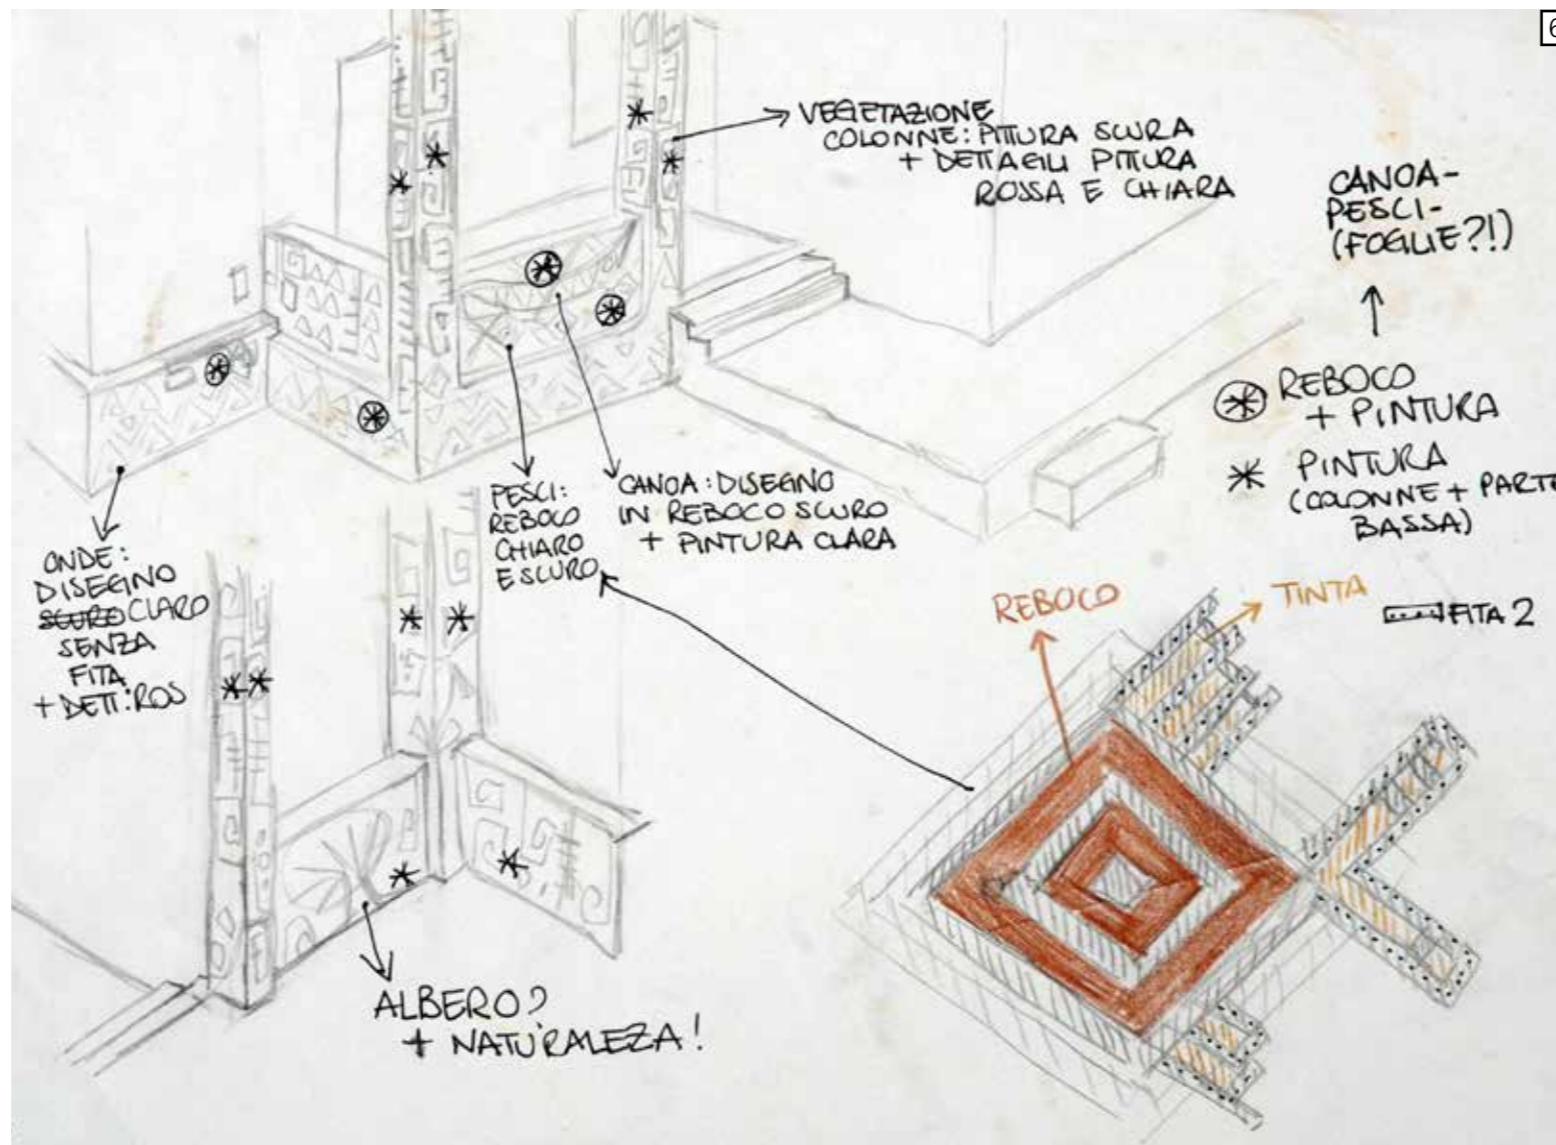 6
VEGETAZIONE
COLONNE: PITTURA SCURA
+ DETTAGLI PITTURA
ROSSA E CHIARA
CANOA-
PESCI-
(FOGLIE?!)
REBOCO
+ PINTURA
PINTURA
(COLONNE + PARTE
BASSA)
PESCI:
REBOCO
CHIARO
E SCURO
CANOA: DISEGNO
IN REBOCO SCURO
+ PINTURA CLARA
ONDE:
DISEGNO
SCURO CLARO
SENZA
FITA
+ DETT: ROS
REBOCO
TINTA
FITA 2
ALBERO?
+ NATURALEZA!